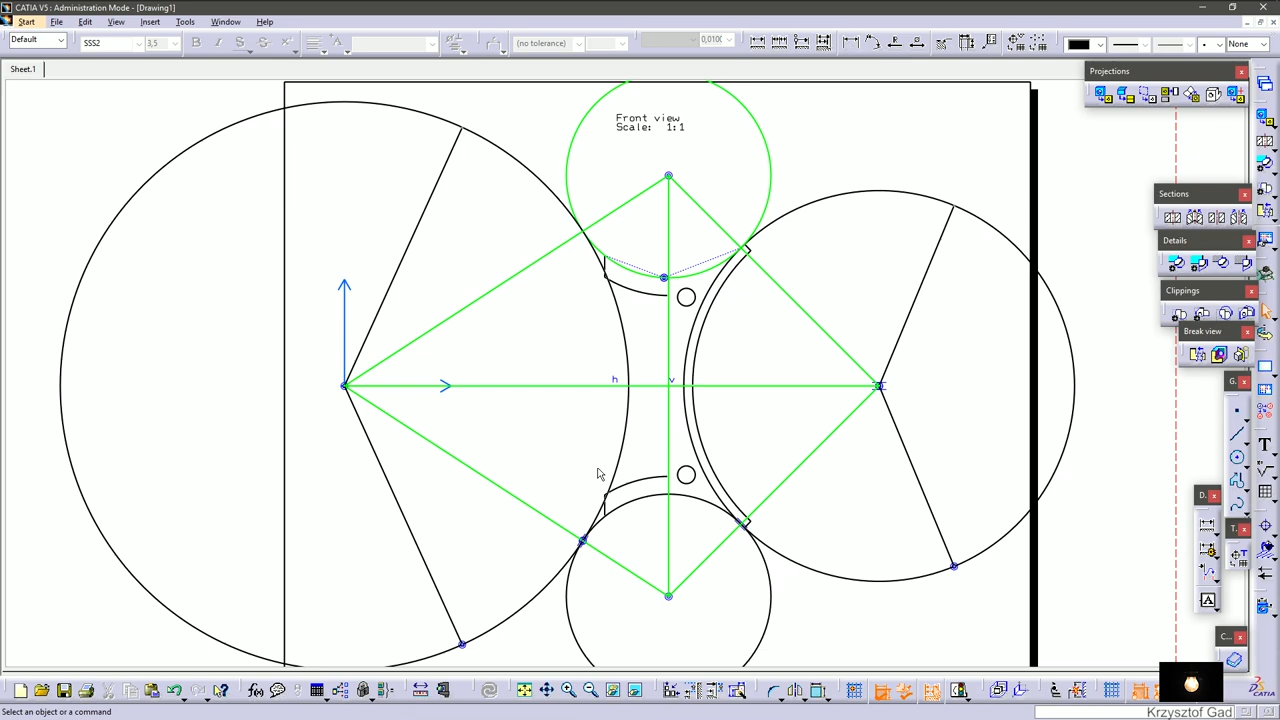 CATIA V5 : Administration Mode - [Drawing1]
Start File Edit View Insert Tools Window Help
Default SSS2 3,5 B I S S (no tolerance) 0,010( None
Sheet.1
Projections
Front view
Scale: 1:1
Sections
Details
Clippings
Break view
h v
G.
D.
T.
C...
Select an object or a command
Krzysztof Gad
CATIA